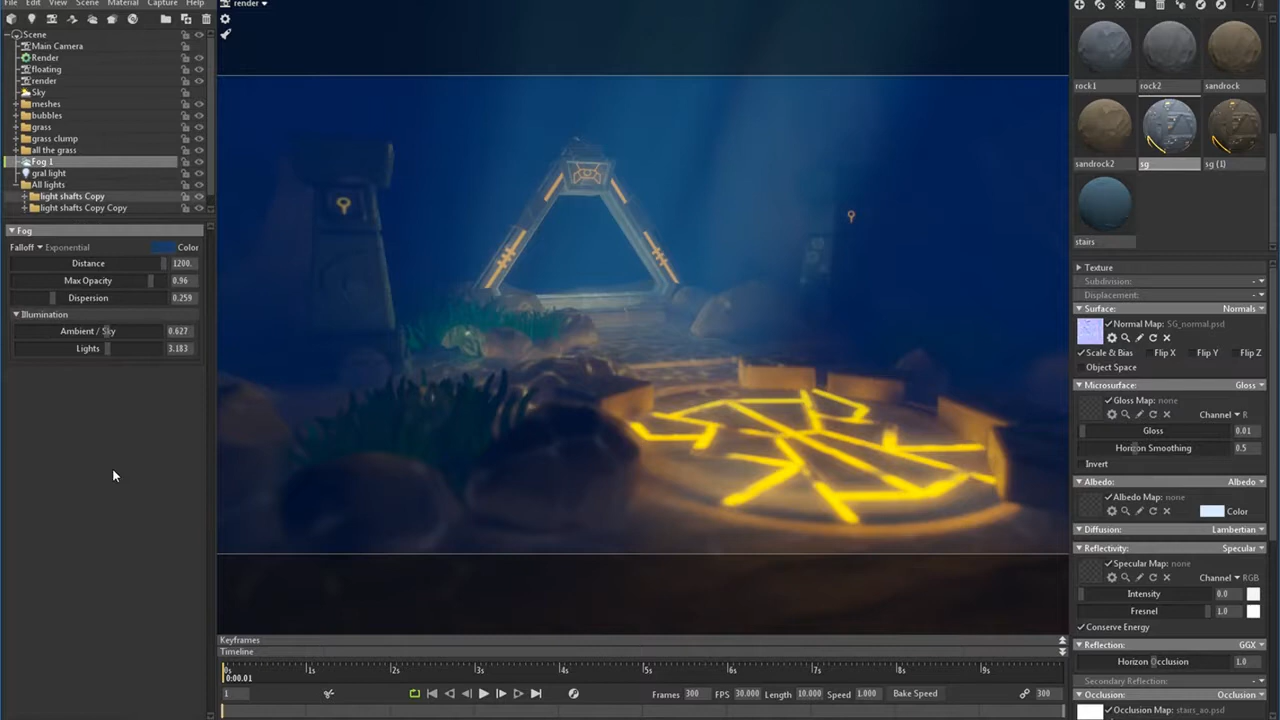 File Edit View Scene Material Capture Help
render
Scene
Main Camera
Render
floating
render
Sky
meshes
bubbles
grass
grass clump
all the grass
Fog 1
gral light
All lights
light shafts Copy
light shafts Copy Copy
Fog
Falloff Exponential Color
Distance 1200.
Max Opacity 0.96
Dispersion 0.259
Illumination
Ambient / Sky 0.627
Lights 3.183
Keyframes
Timeline
0s 1s 2s 3s 4s 5s 6s 7s 8s 9s
0:00.01
1 Frames 300 FPS 30.000 Length 10.000 Speed 1.000 Bake Speed 300
rock1 rock2 sandrock
sandrock2 sg sg (1)
stairs
Texture
Subdivision: -
Displacement: -
Surface: Normals
Normal Map: SG_normal.psd
Scale & Bias Flip X Flip Y Flip Z
Object Space
Microsurface: Gloss
Gloss Map: none
Channel R
Gloss 0.01
Horizon Smoothing 0.5
Invert
Albedo: Albedo
Albedo Map: none
Color
Diffusion: Lambertian
Reflectivity: Specular
Specular Map: none
Channel RGB
Intensity 0.0
Fresnel 1.0
Conserve Energy
Reflection: GGX
Horizon Occlusion 1.0
Secondary Reflection: -
Occlusion: Occlusion
Occlusion Map: stairs_ao.psd